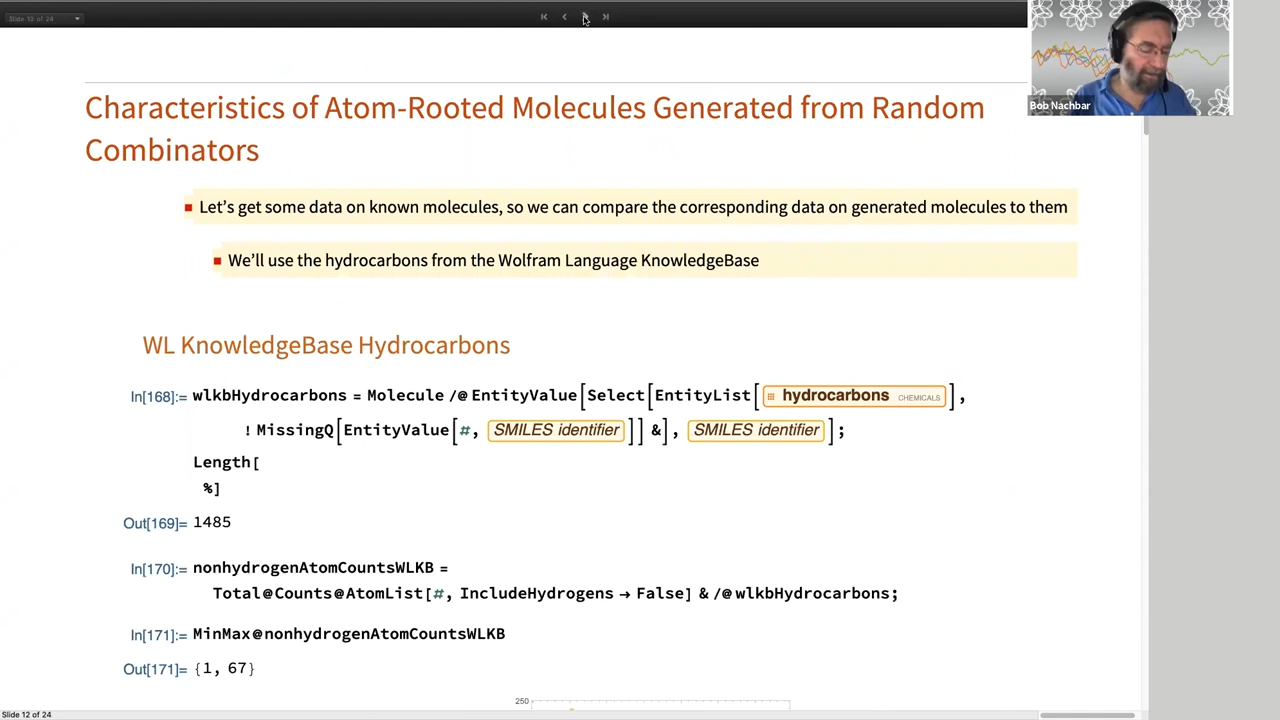 Slide 12 of 24
Bob Nachbar
Characteristics of Atom-Rooted Molecules Generated from Random
Combinators
Let's get some data on known molecules, so we can compare the corresponding data on generated molecules to them
We'll use the hydrocarbons from the Wolfram Language KnowledgeBase
WL KnowledgeBase Hydrocarbons
In[168]:= wlkbHydrocarbons = Molecule /@ EntityValue[Select[EntityList[ hydrocarbons CHEMICALS ],
! MissingQ[EntityValue[#, SMILES identifier ]] &], SMILES identifier ];
Length[
%]
Out[169]= 1485
In[170]:= nonhydrogenAtomCountsWLKB =
Total@Counts@AtomList[#, IncludeHydrogens → False] & /@ wlkbHydrocarbons;
In[171]:= MinMax@nonhydrogenAtomCountsWLKB
Out[171]= {1, 67}
250
Slide 12 of 24